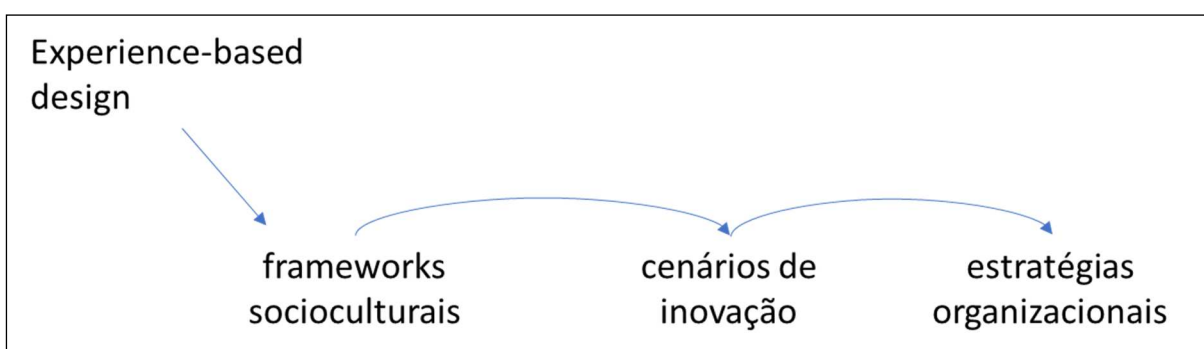 Experience-based
design
frameworks
socioculturais
cenários de
inovação
estratégias
organizacionais